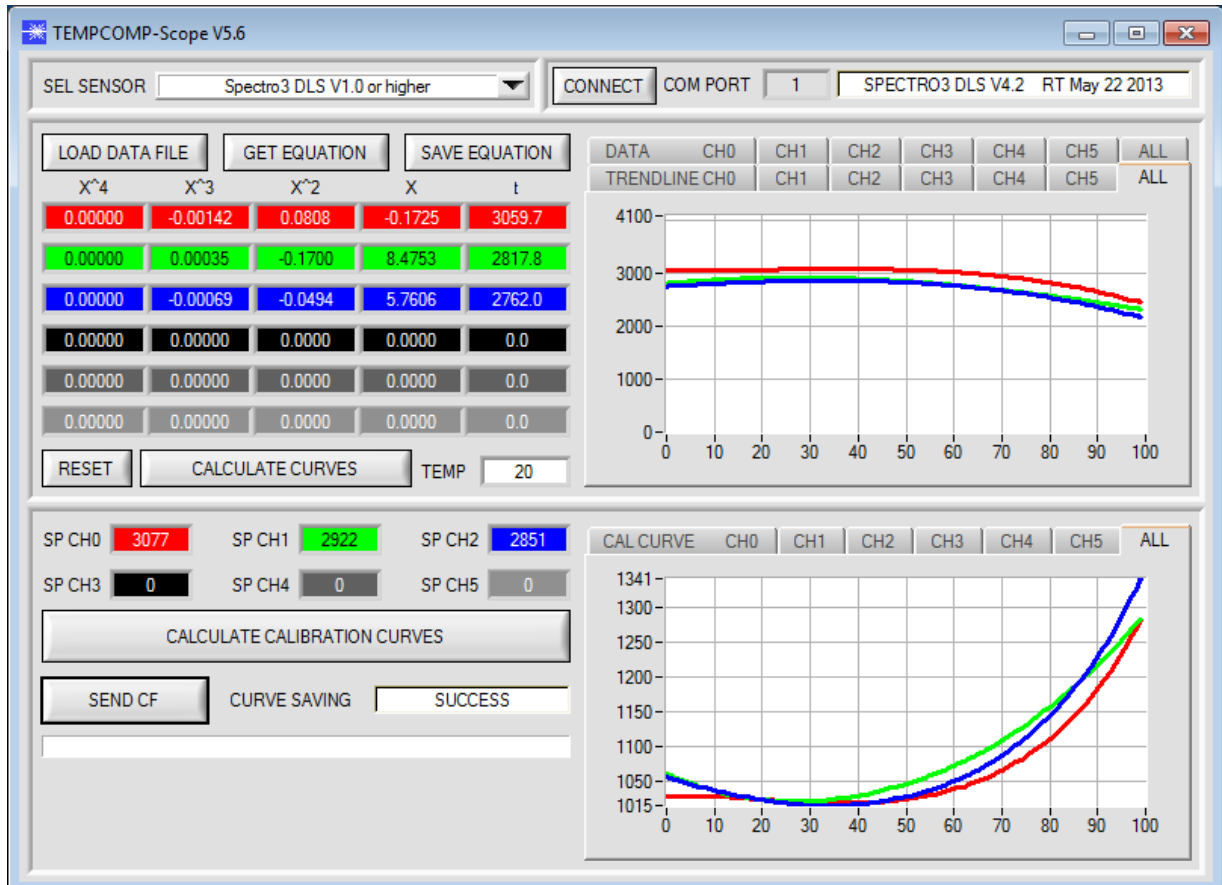 TEMPCOMP-Scope V5.6
SEL SENSOR Spectro3 DLS V1.0 or higher CONNECT COM PORT 1 SPECTRO3 DLS V4.2 RT May 22 2013
LOAD DATA FILE GET EQUATION SAVE EQUATION
X^4 X^3 X^2 X t
0.00000 -0.00142 0.0808 -0.1725 3059.7
0.00000 0.00035 -0.1700 8.4753 2817.8
0.00000 -0.00069 -0.0494 5.7606 2762.0
0.00000 0.00000 0.0000 0.0000 0.0
0.00000 0.00000 0.0000 0.0000 0.0
0.00000 0.00000 0.0000 0.0000 0.0
RESET CALCULATE CURVES TEMP 20
DATA CH0 CH1 CH2 CH3 CH4 CH5 ALL
TRENDLINE CH0 CH1 CH2 CH3 CH4 CH5 ALL
4100
3000
2000
1000
0
0 10 20 30 40 50 60 70 80 90 100
SP CH0 3077 SP CH1 2922 SP CH2 2851
SP CH3 0 SP CH4 0 SP CH5 0
CALCULATE CALIBRATION CURVES
SEND CF CURVE SAVING SUCCESS
CAL CURVE CH0 CH1 CH2 CH3 CH4 CH5 ALL
1341
1300
1250
1200
1150
1100
1050
1015
0 10 20 30 40 50 60 70 80 90 100